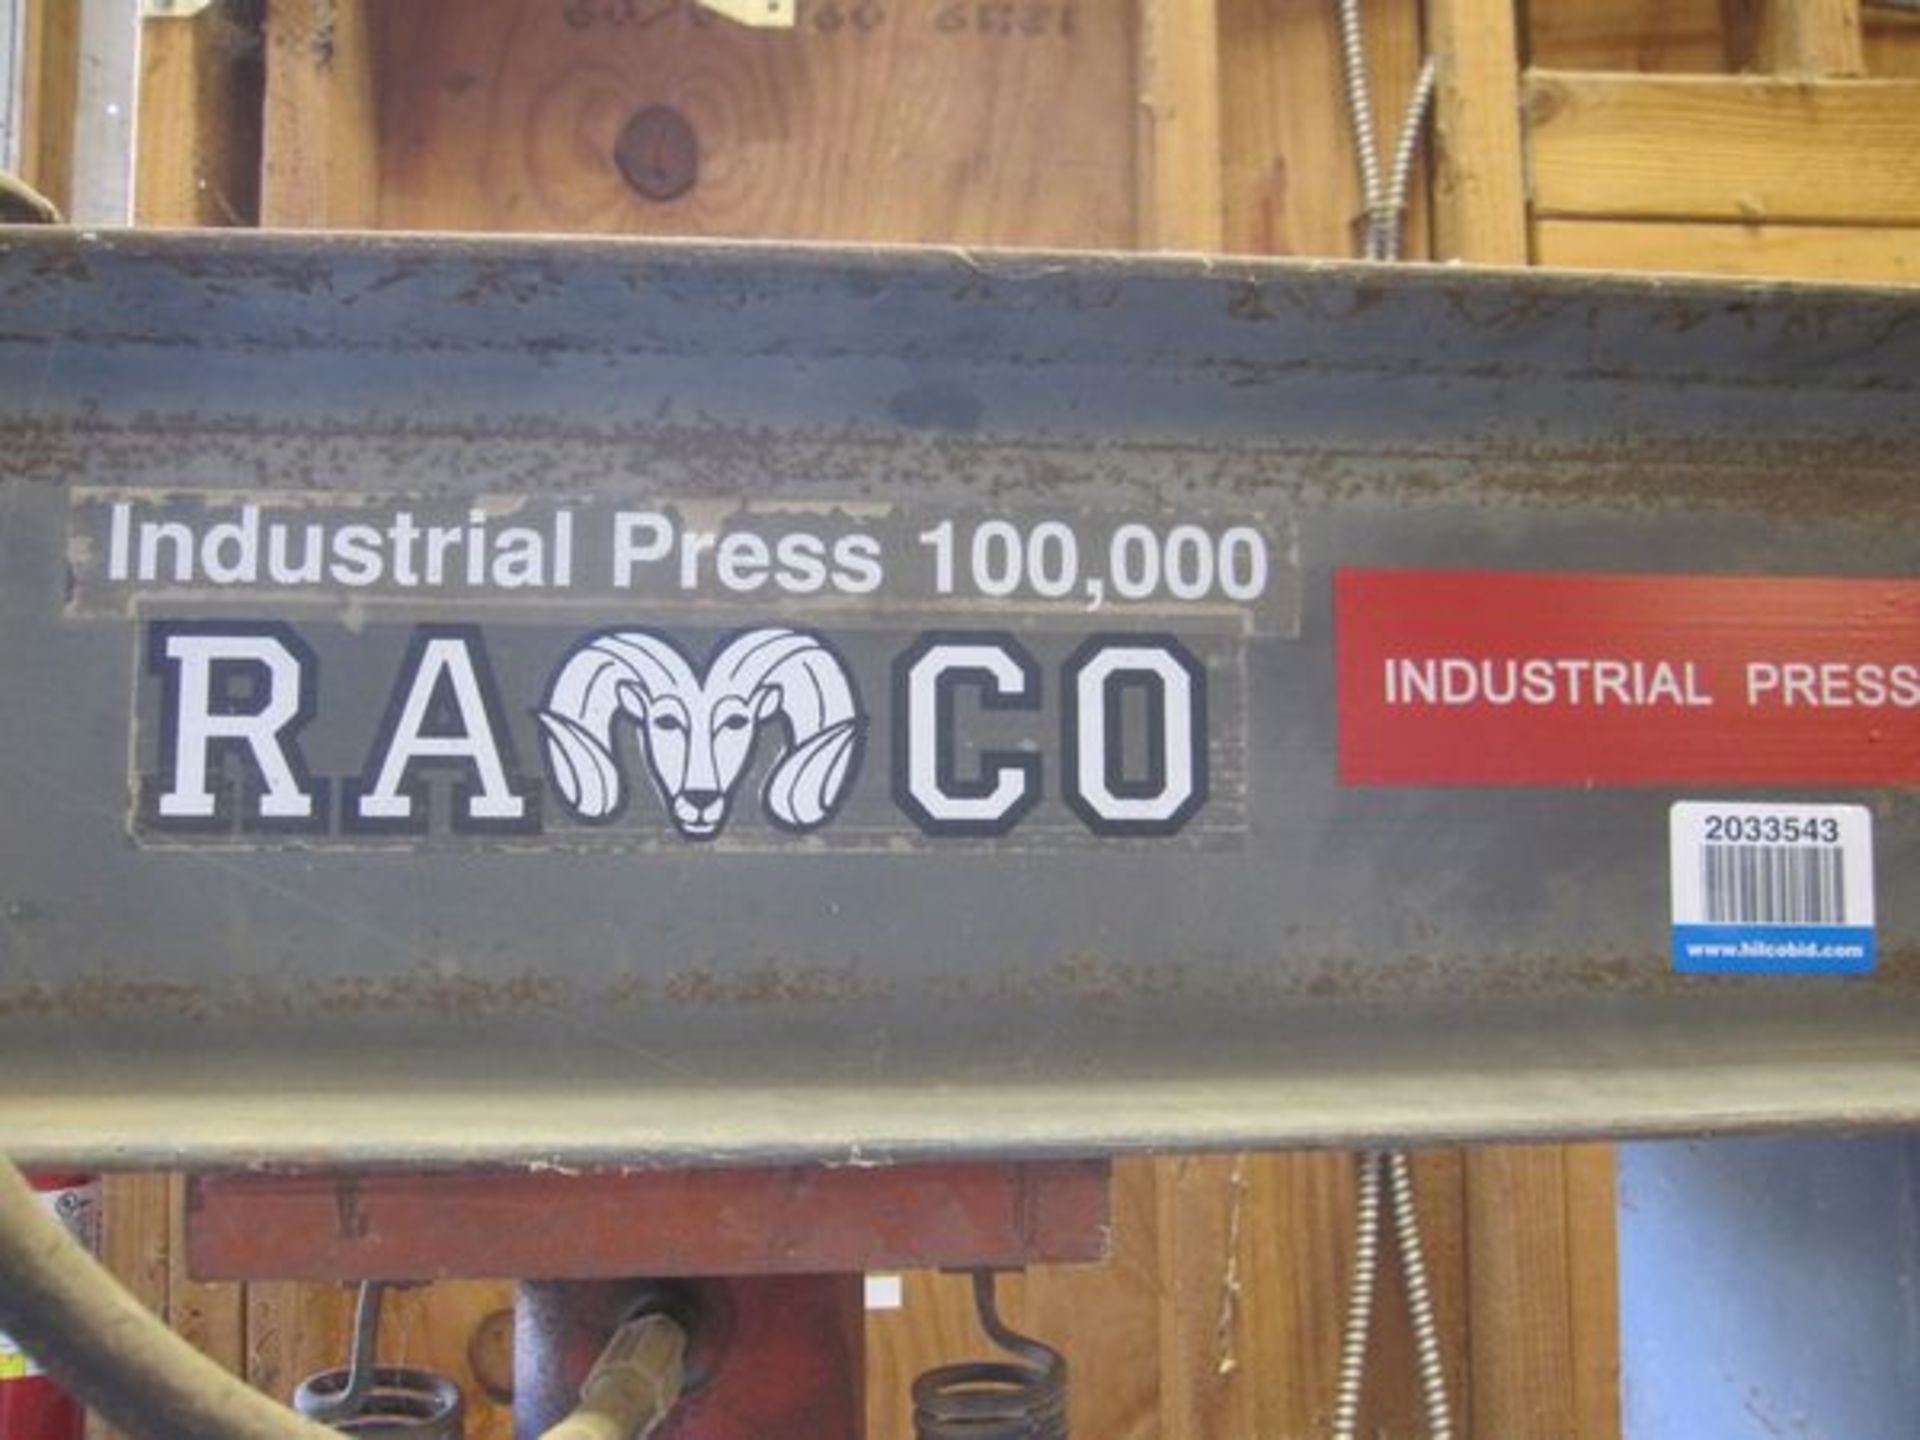 Industrial Press 100,000
RAMCO
INDUSTRIAL PRESS
2033543
www.hilcobid.com